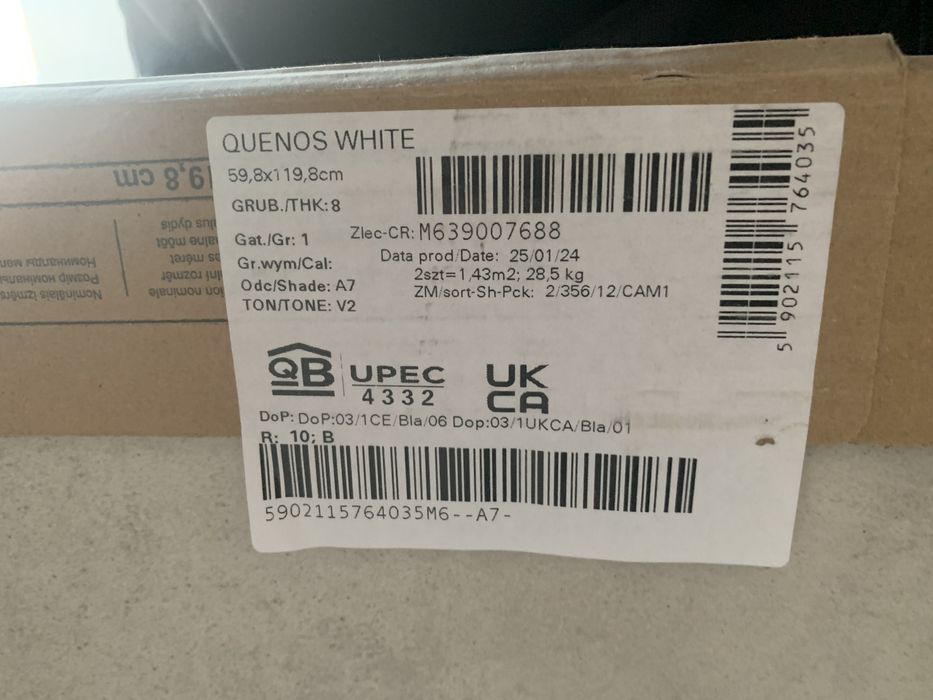 QUENOS WHITE
59,8x119,8cm
GRUB./THK: 8
Gat./Gr: 1
Zlec-CR: M639007688
Data prod/Date: 25/01/24
Gr.wym/Cal:
2szt=1,43m2; 28,5 kg
Odc/Shade: A7
ZM/sort-Sh-Pck: 2/356/12/CAM1
TON/TONE: V2
5 902115 764035
QB
UPEC
4332
UK
CA
DoP: DoP:03/1CE/BIa/06 Dop:03/1UKCA/BIa/01
R: 10; B
5902115764035M6--A7-
19,8 cm